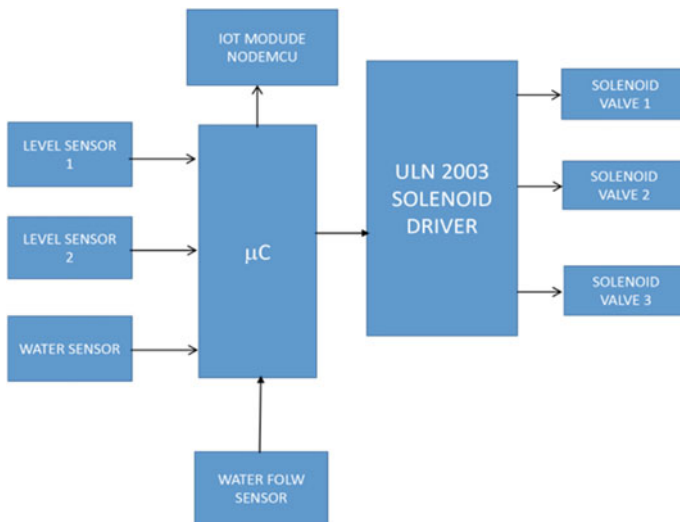 IOT MODUDE
NODEMCU
LEVEL SENSOR
1
LEVEL SENSOR
2
WATER SENSOR
μC
WATER FOLW
SENSOR
ULN 2003
SOLENOID
DRIVER
SOLENOID
VALVE 1
SOLENOID
VALVE 2
SOLENOID
VALVE 3